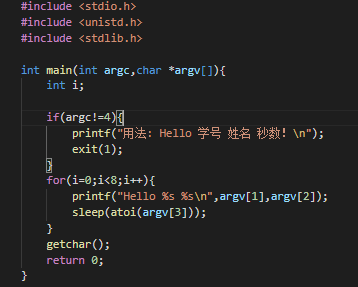 #include <stdio.h>
#include <unistd.h>
#include <stdlib.h>
int main(int argc,char *argv[]){
    int i;
    if(argc!=4){
        printf("用法: Hello 学号 姓名 秒数! \n");
        exit(1);
    }
    for(i=0;i<8;i++){
        printf("Hello %s %s\n",argv[1],argv[2]);
        sleep(atoi(argv[3]));
    }
    getchar();
    return 0;
}